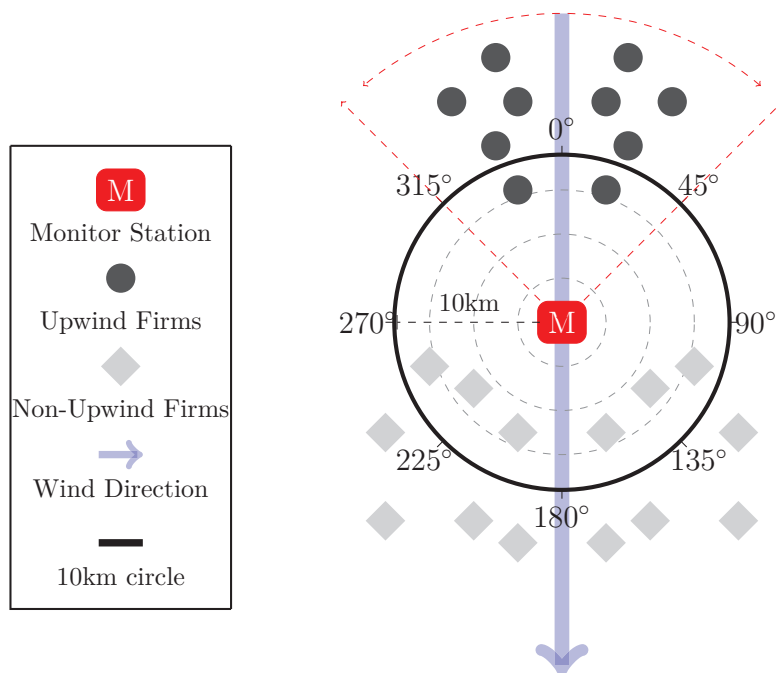 M
Monitor Station
Upwind Firms
Non-Upwind Firms
Wind Direction
10km circle
0°
315°
45°
10km
270°
M
90°
225°
135°
180°